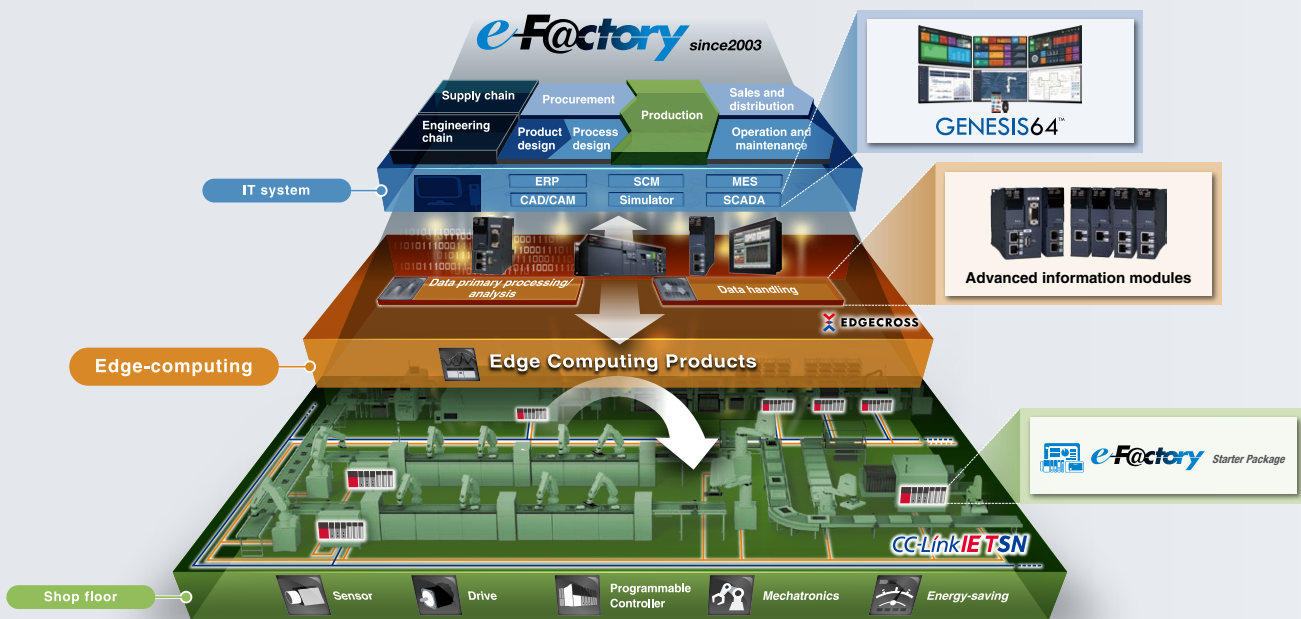 e-F@ctory since2003
Supply chain
Procurement
Production
Sales and
distribution
Engineering
chain
Product
design
Process
design
Operation and
maintenance
GENESIS64™
IT system
ERP
SCM
MES
CAD/CAM
Simulator
SCADA
Data primary processing/
analysis
Data handling
Advanced information modules
EDGECROSS
Edge-computing
Edge Computing Products
e-F@ctory Starter Package
CC-Link IE TSN
Shop floor
Sensor
Drive
Programmable
Controller
Mechatronics
Energy-saving